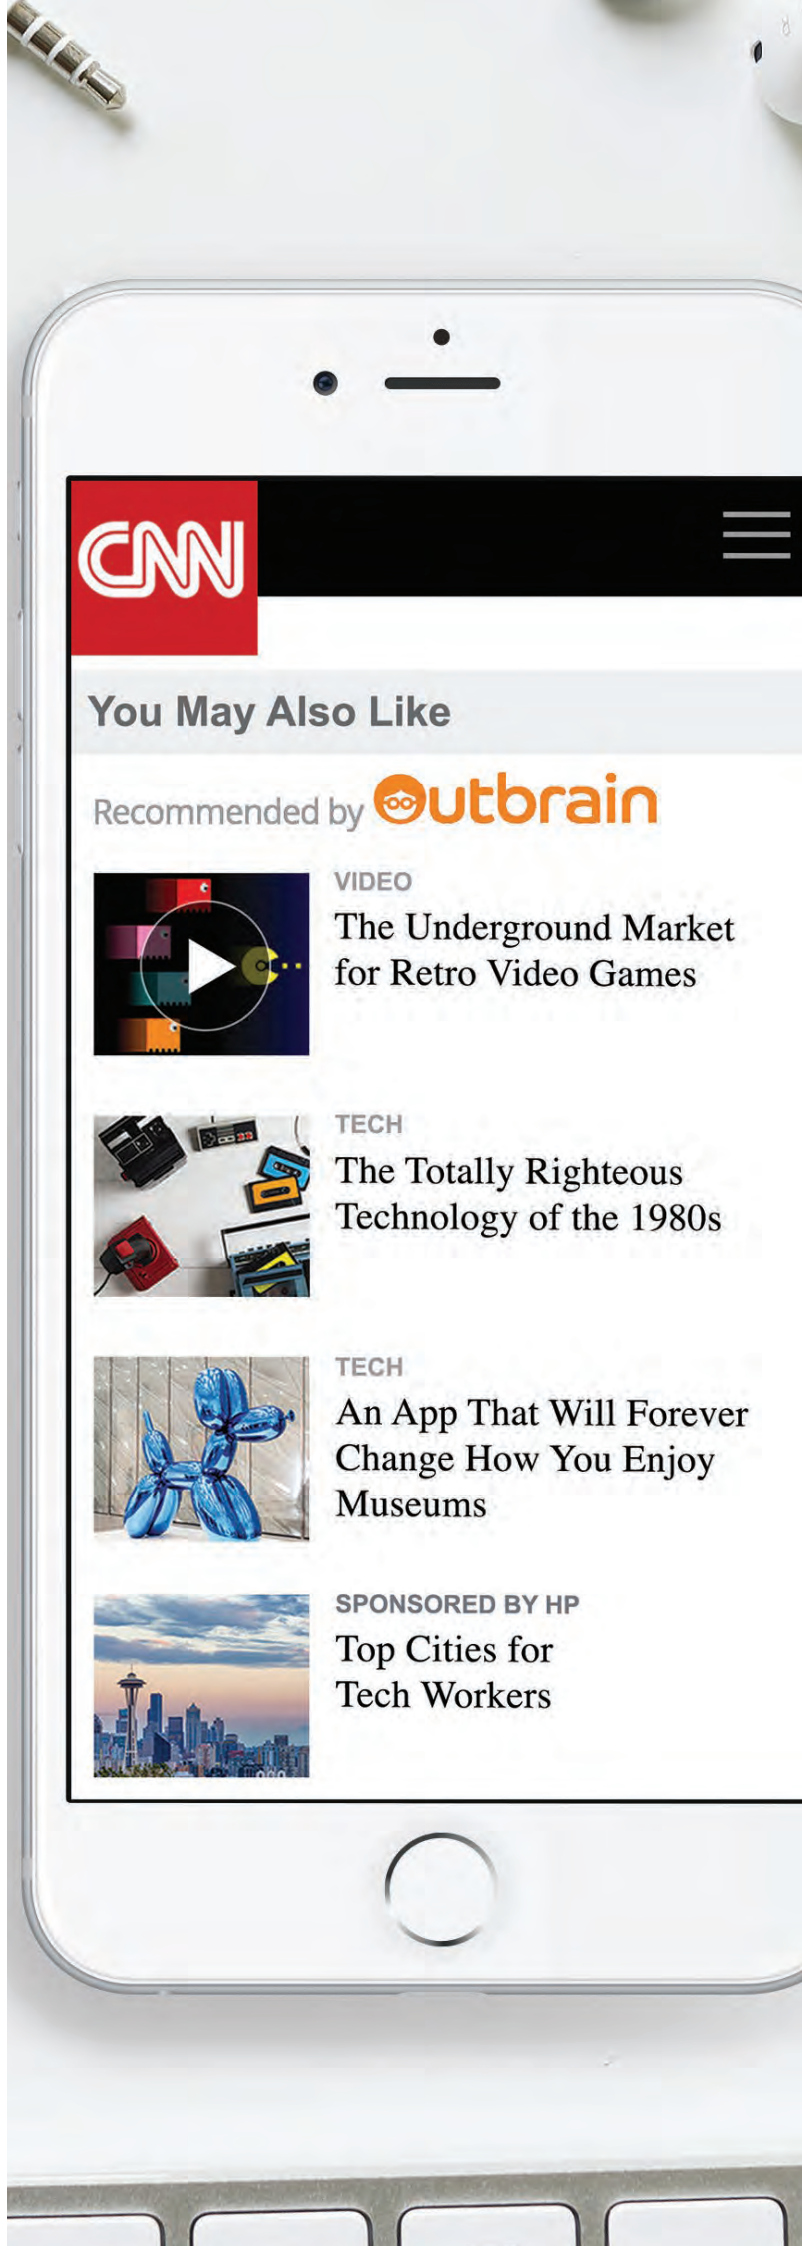 CNN
You May Also Like
Recommended by Outbrain
VIDEO
The Underground Market
for Retro Video Games
TECH
The Totally Righteous
Technology of the 1980s
TECH
An App That Will Forever
Change How You Enjoy
Museums
SPONSORED BY HP
Top Cities for
Tech Workers